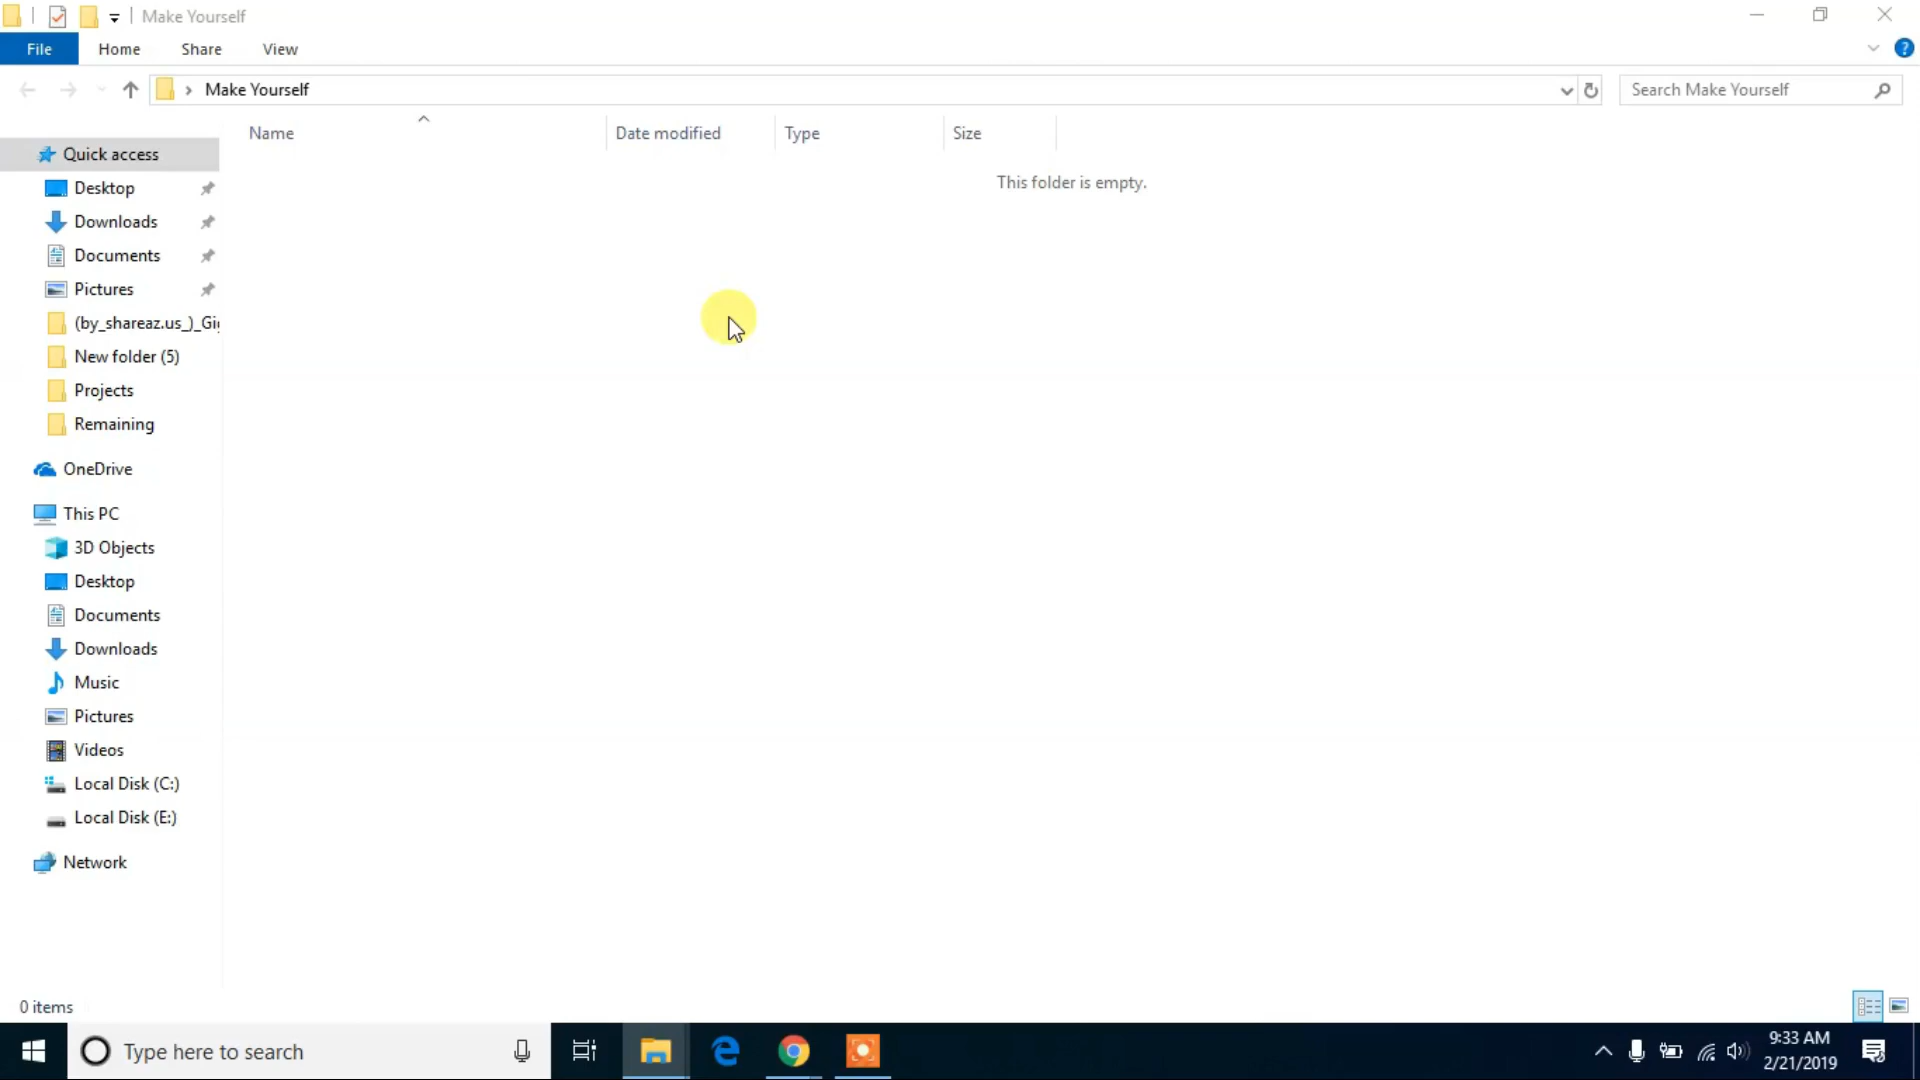 Make Yourself
File Home Share View
Make Yourself
Search Make Yourself
Name Date modified Type Size
This folder is empty.
Quick access
Desktop
Downloads
Documents
Pictures
(by_shareaz.us_)_Gi
New folder (5)
Projects
Remaining
OneDrive
This PC
3D Objects
Desktop
Documents
Downloads
Music
Pictures
Videos
Local Disk (C:)
Local Disk (E:)
Network
0 items
Type here to search
9:33 AM
2/21/2019